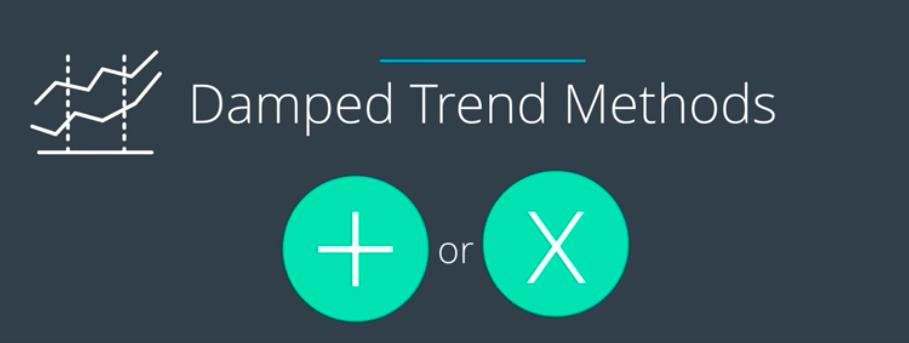 Damped Trend Methods
+ or X